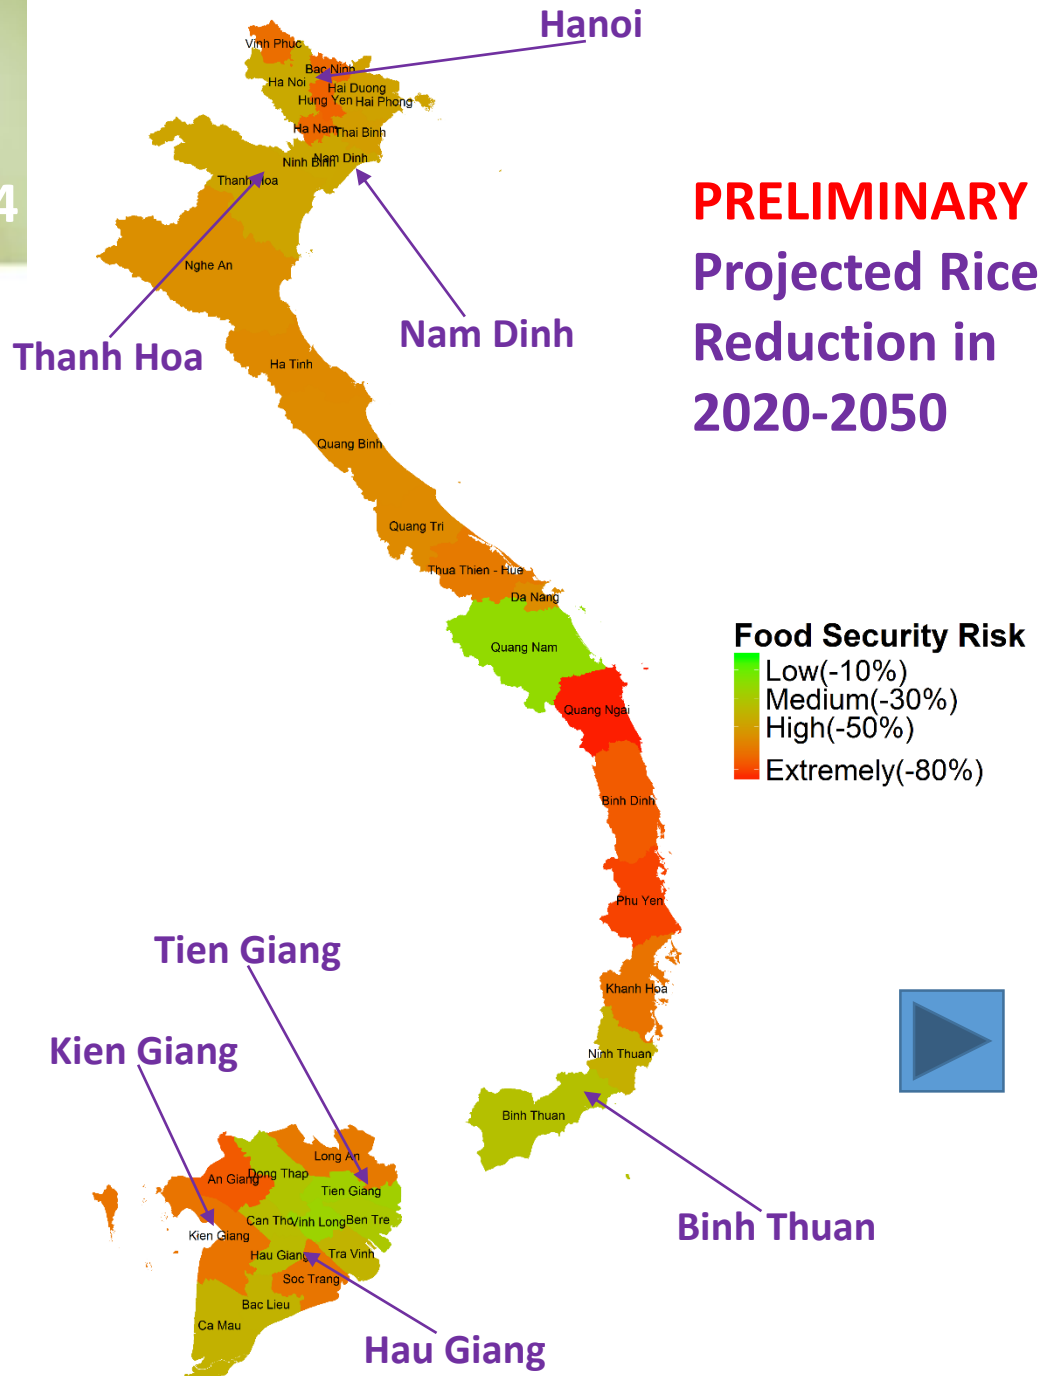 Hanoi
Vinh Phuc
Bac Ninh
Ha Noi
Hai Duong
Hung Yen
Hai Phong
Ha Nam
Thai Binh
Ninh Binh
Nam Dinh
Thanh Hoa
4
PRELIMINARY
Projected Rice
Reduction in
2020-2050
Nghe An
Thanh Hoa
Nam Dinh
Ha Tinh
Quang Binh
Quang Tri
Thua Thien - Hue
Da Nang
Quang Nam
Food Security Risk
Low(-10%)
Medium(-30%)
High(-50%)
Extremely(-80%)
Quang Ngai
Binh Dinh
Phu Yen
Tien Giang
Khanh Hoa
Kien Giang
Ninh Thuan
Binh Thuan
Long An
Dong Thap
An Giang
Tien Giang
Can Tho
Vinh Long
Ben Tre
Kien Giang
Binh Thuan
Hau Giang
Tra Vinh
Soc Trang
Bac Lieu
Ca Mau
Hau Giang